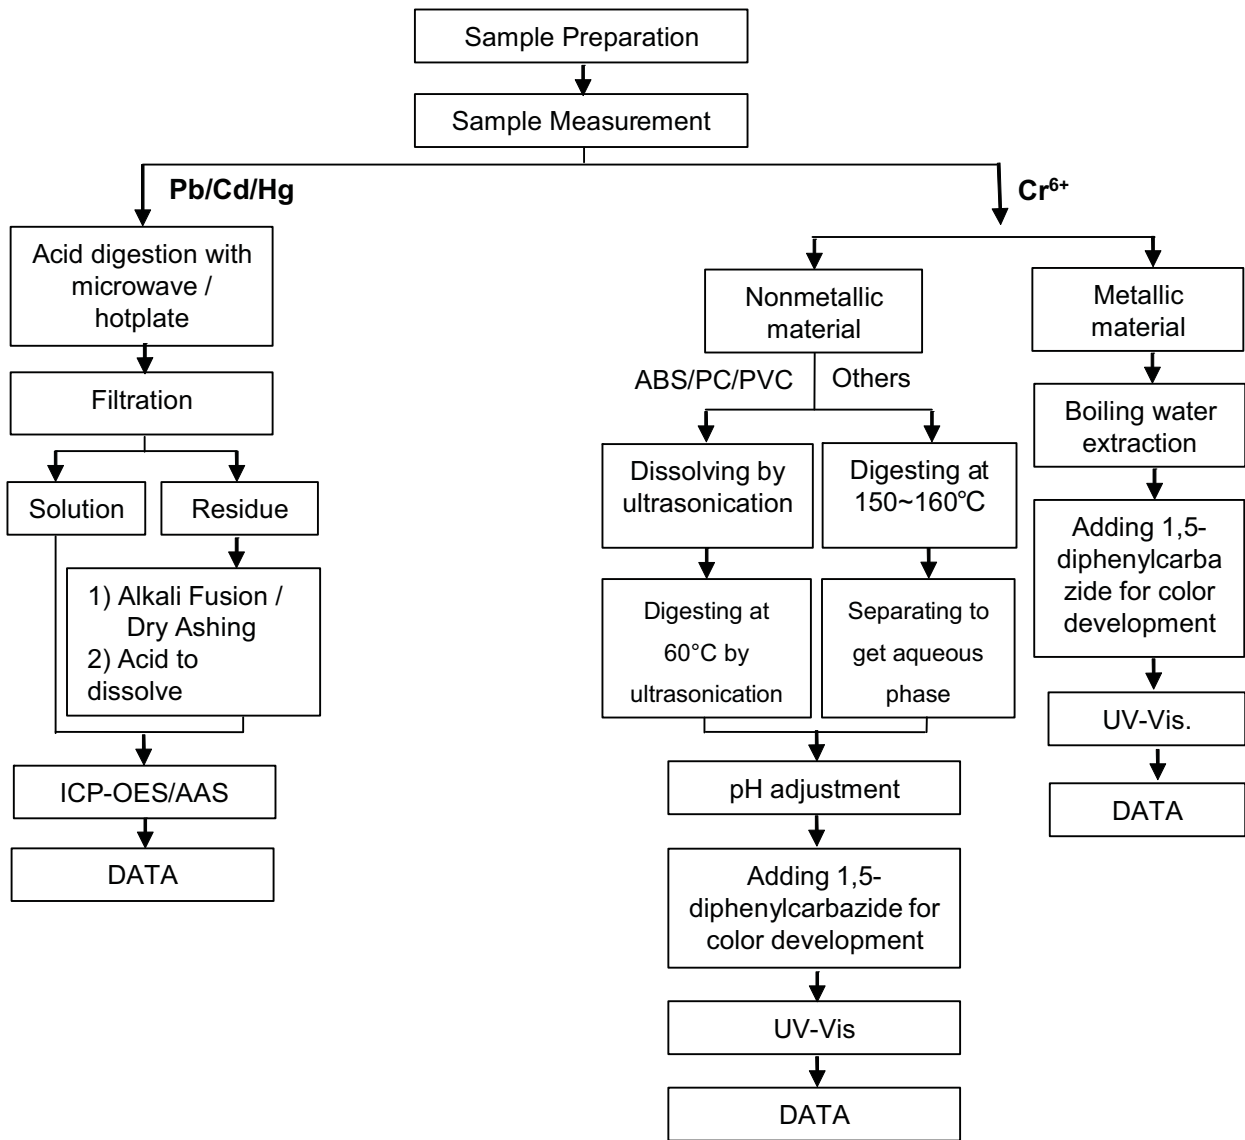 Sample Preparation
Sample Measurement
Pb/Cd/Hg
Cr⁶⁺
Acid digestion with
microwave /
hotplate
Filtration
Solution
Residue
1) Alkali Fusion /
Dry Ashing
2) Acid to
dissolve
ICP-OES/AAS
DATA
Nonmetallic
material
ABS/PC/PVC
Others
Dissolving by
ultrasonication
Digesting at
150~160℃
Digesting at
60°C by
ultrasonication
Separating to
get aqueous
phase
pH adjustment
Adding 1,5-
diphenylcarbazide for
color development
UV-Vis
DATA
Metallic
material
Boiling water
extraction
Adding 1,5-
diphenylcarba
zide for color
development
UV-Vis.
DATA